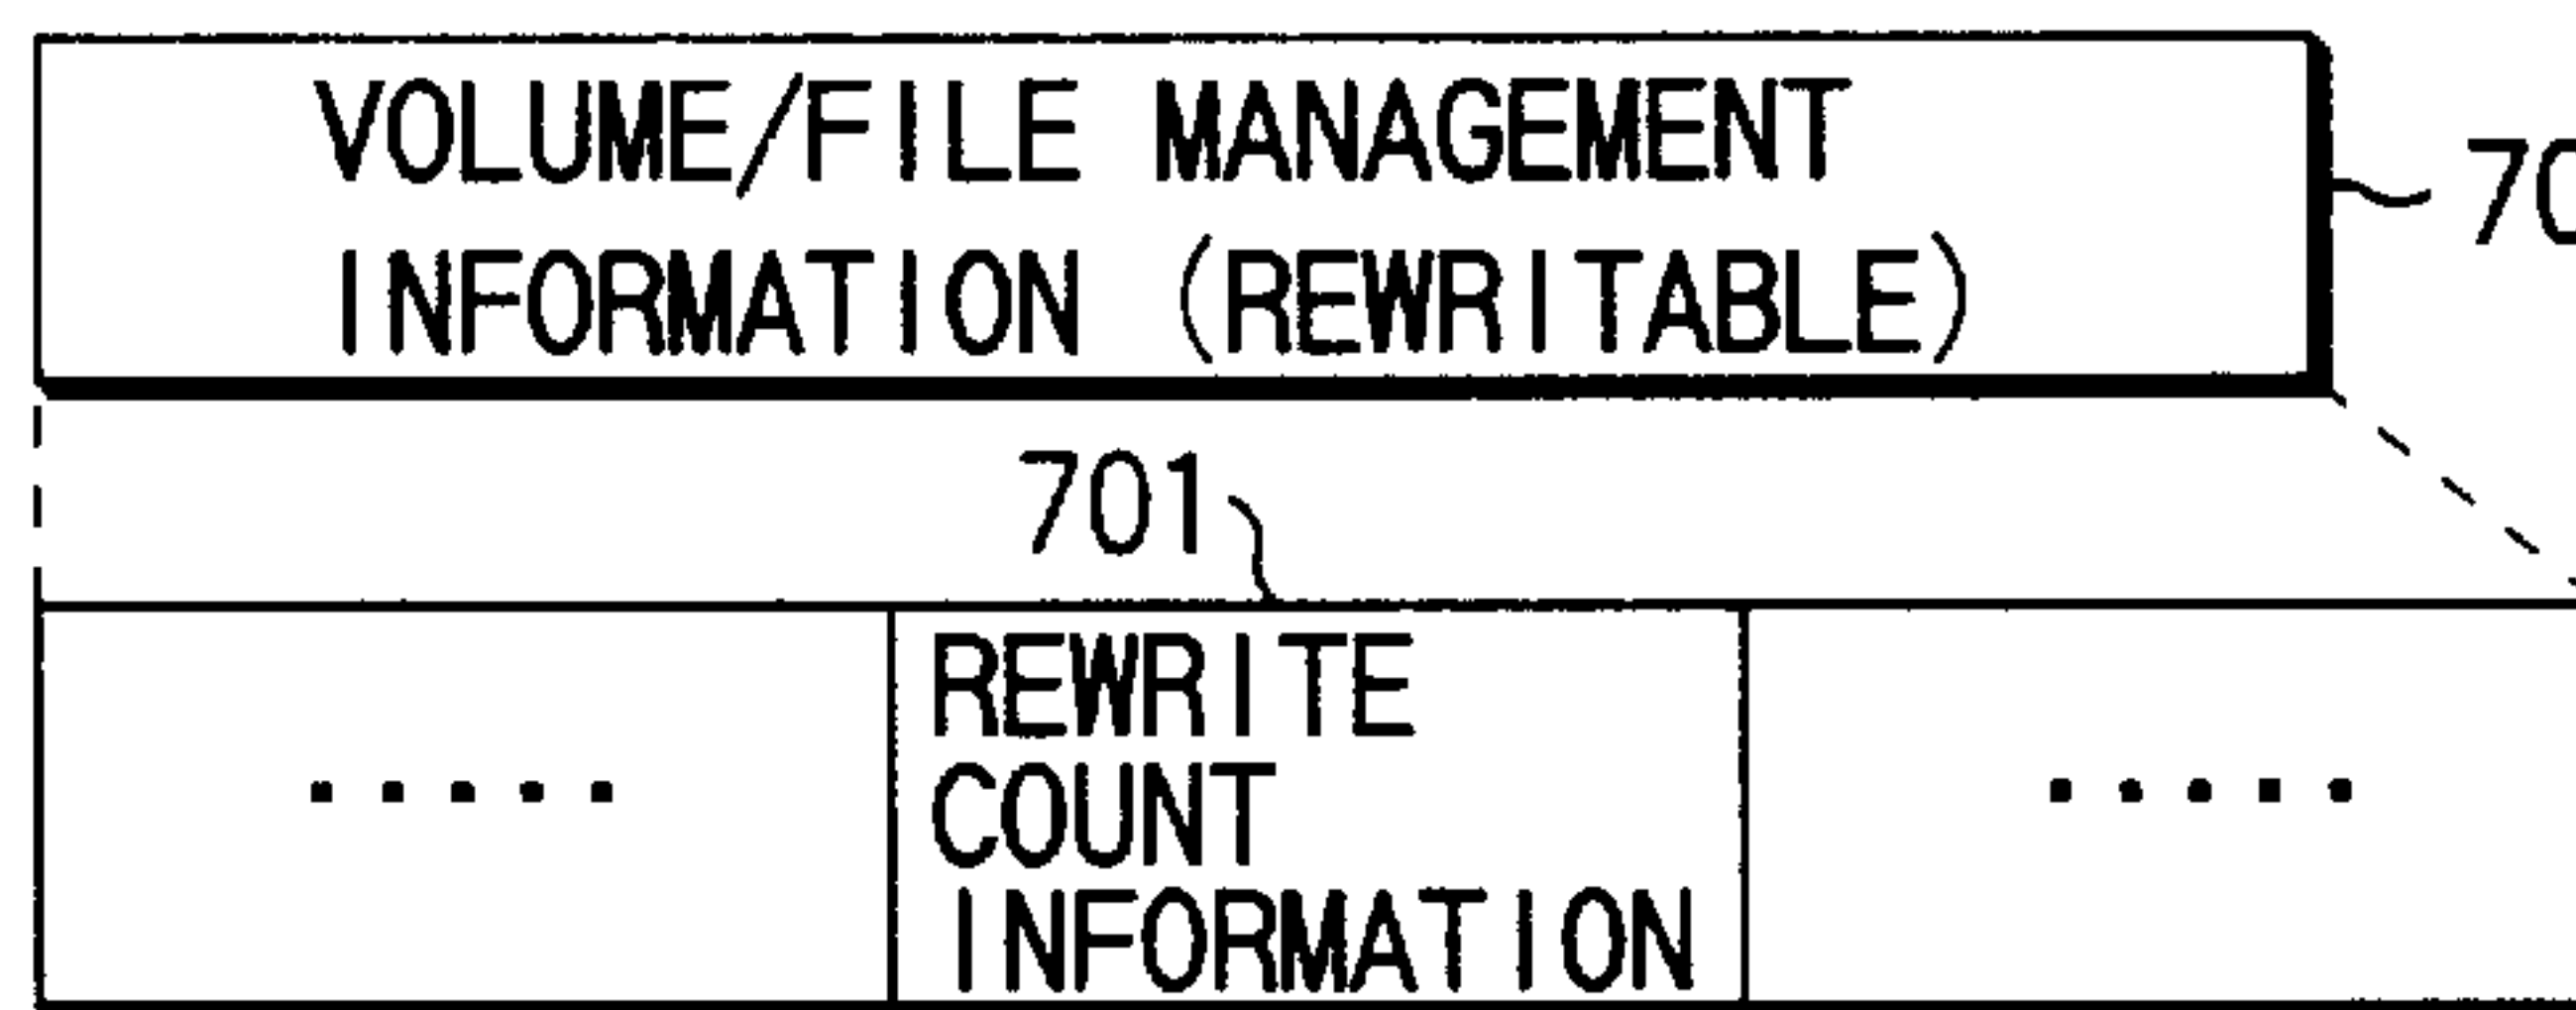 VOLUME/FILE MANAGEMENT
INFORMATION (REWRITABLE)
701
REWRITE
COUNT
INFORMATION
.....
.....